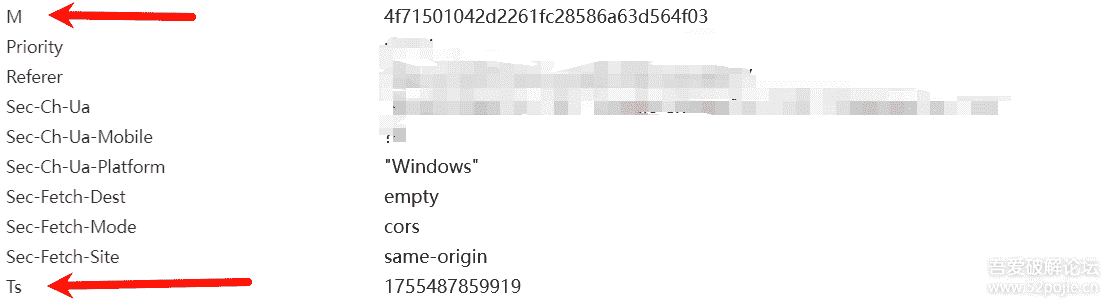 M 4f71501042d2261fc28586a63d564f03
Priority
Referer
Sec-Ch-Ua
Sec-Ch-Ua-Mobile
Sec-Ch-Ua-Platform "Windows"
Sec-Fetch-Dest empty
Sec-Fetch-Mode cors
Sec-Fetch-Site same-origin
Ts 1755487859919
吾爱破解论坛
www.52pojie.cn